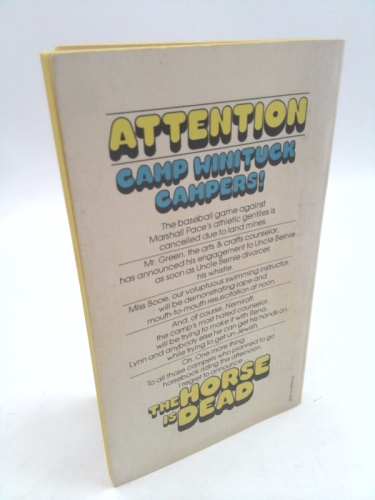 ATTENTION
CAMP WINITUCK
CAMPERS!
The baseball game against
Marshall Pace's athletic gentiles is
cancelled due to land mines.
Mr. Green, the arts & crafts counselor,
has announced his engagement to Uncle Bernie
as soon as Uncle Bernie divorces
his whistle.
Miss Booe, our voluptuous swimming instructor,
will be demonstrating rape and
mouth-to-mouth resuscitation at noon.
And, of course, Nemiroff,
the camp's most hated counselor,
will be trying to make it with Rena,
Lynn and anybody else he can get his hands on,
while trying to get un-Jewish.
Oh. One more thing.
To all those campers who planned to go
horseback riding this afternoon,
I regret to announce
THE HORSE
IS DEAD